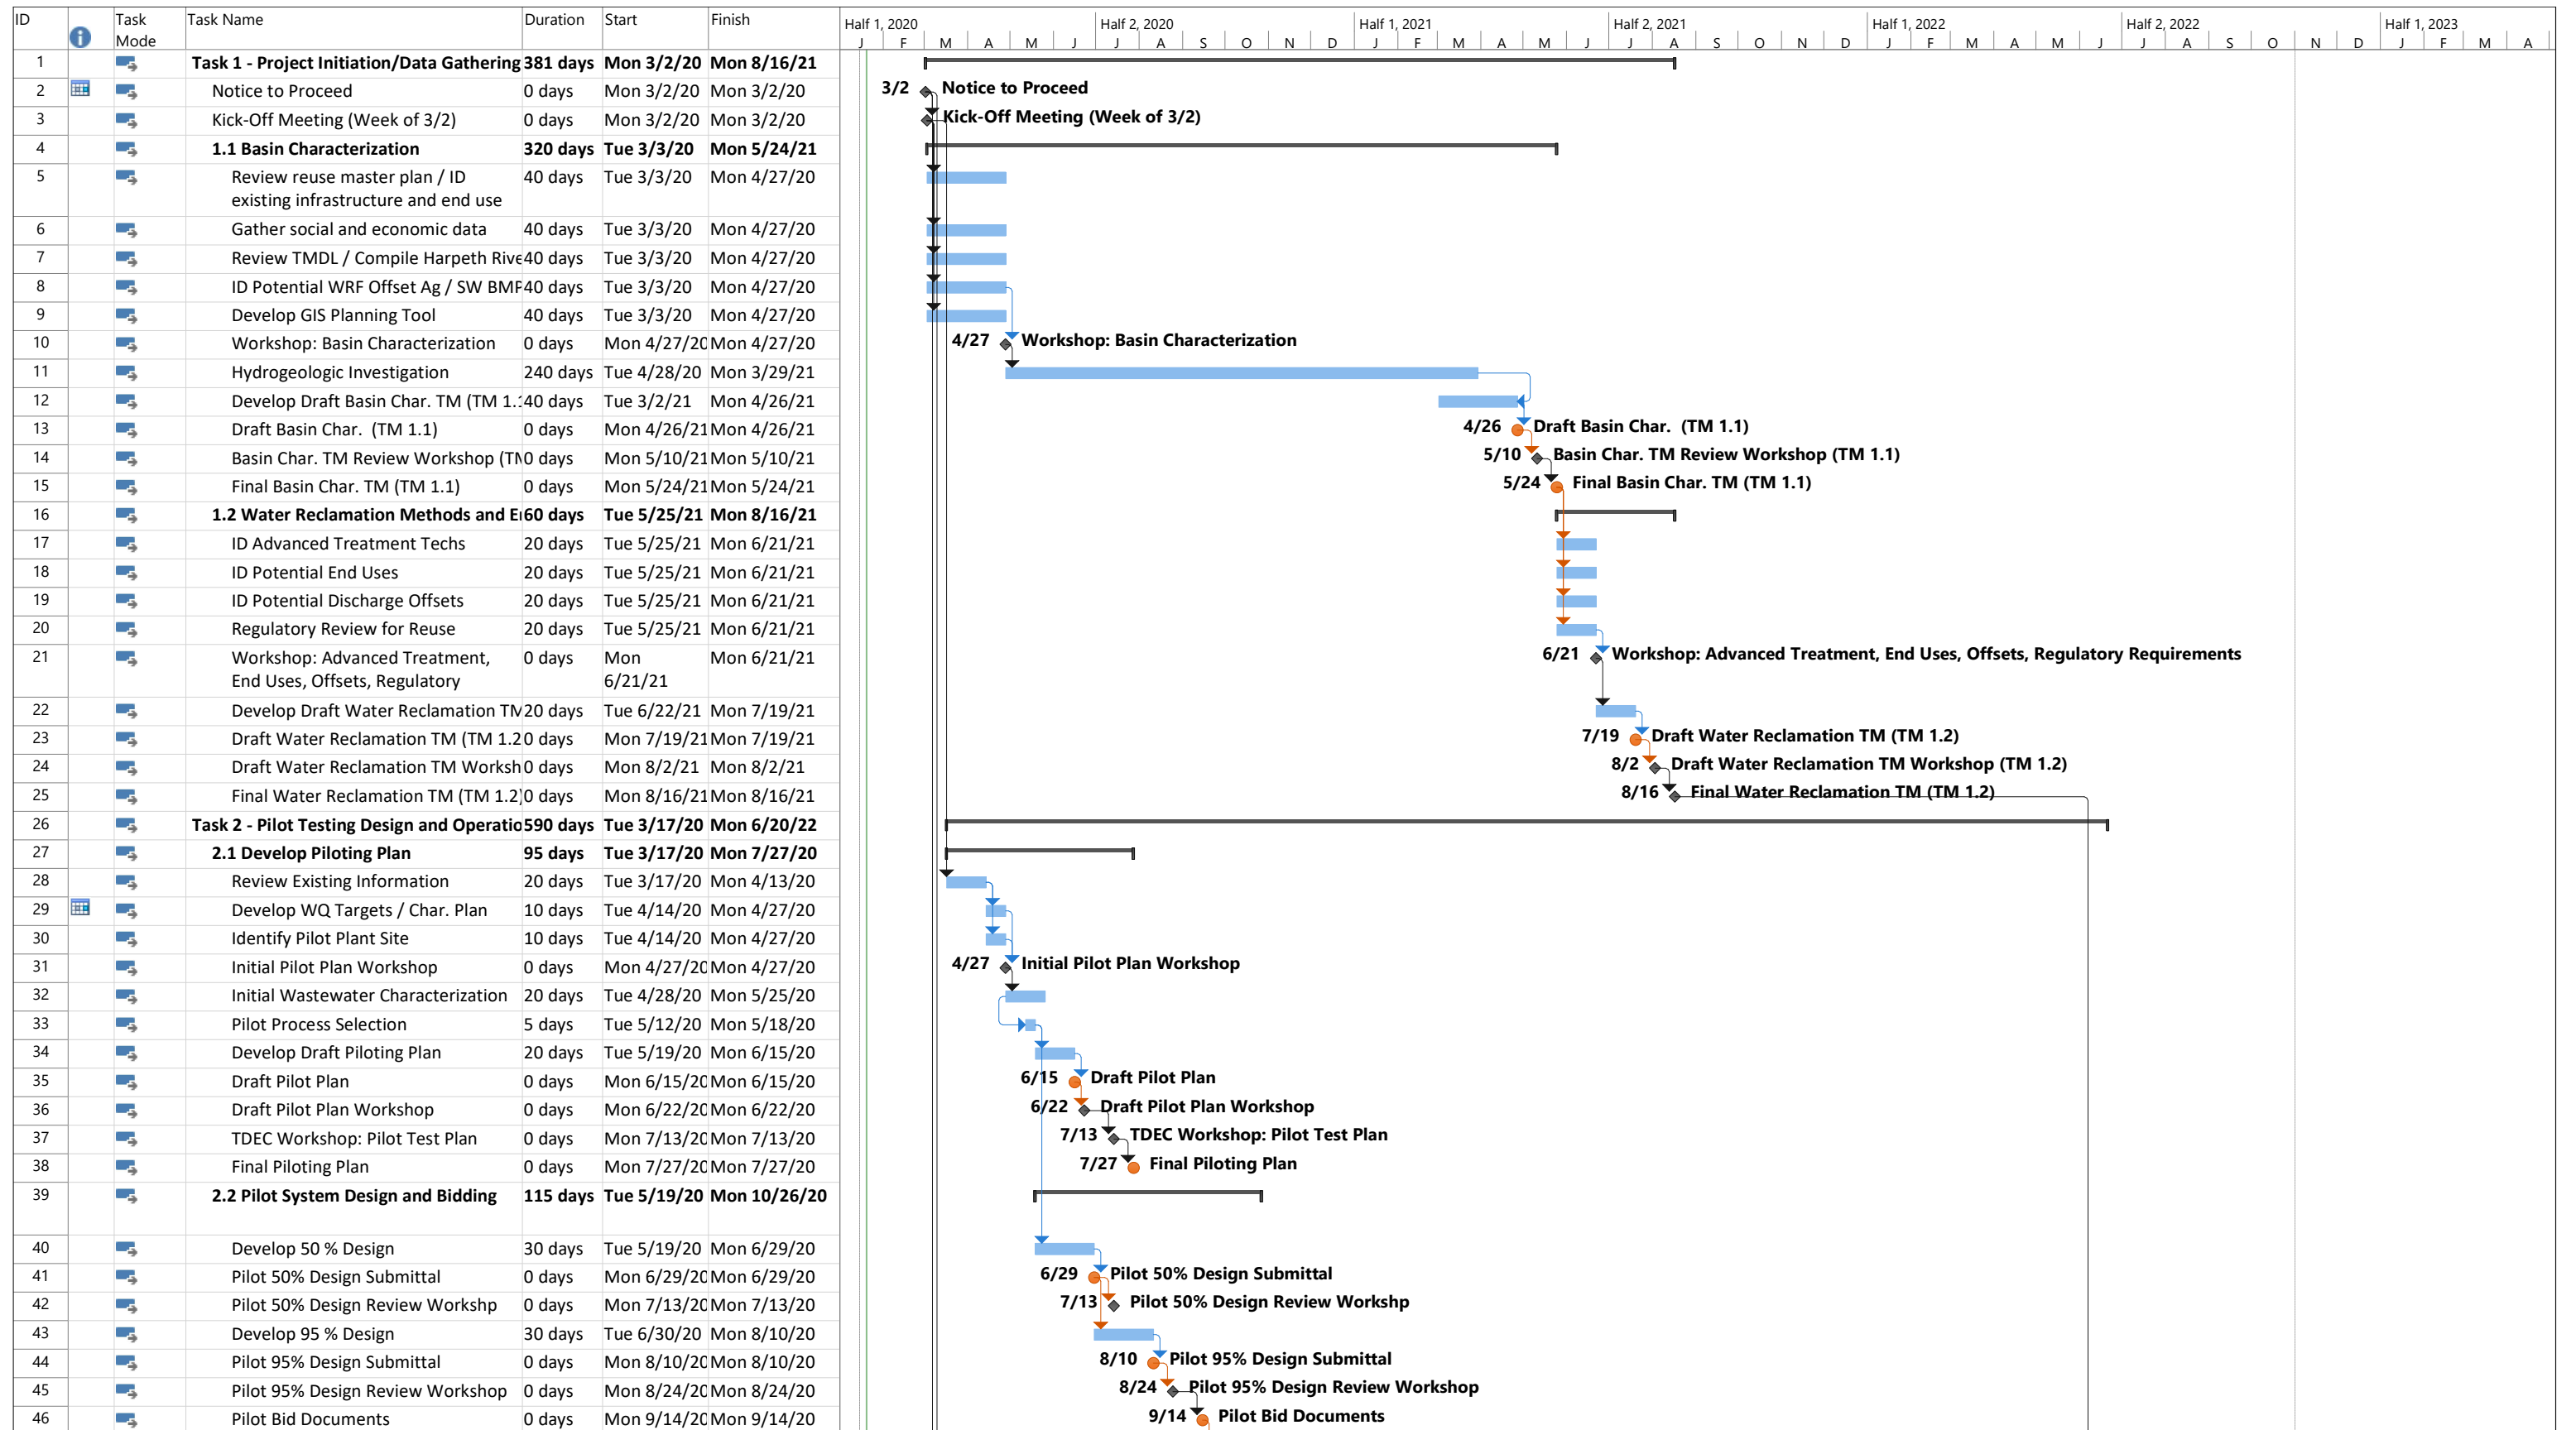 ID Task Mode Task Name Duration Start Finish
Half 1, 2020 Half 2, 2020 Half 1, 2021 Half 2, 2021 Half 1, 2022 Half 2, 2022 Half 1, 2023
J F M A M J J A S O N D J F M A M J J A S O N D J F M A M J J A S O N D J F M A
1 Task 1 - Project Initiation/Data Gathering 381 days Mon 3/2/20 Mon 8/16/21
2 Notice to Proceed 0 days Mon 3/2/20 Mon 3/2/20 3/2 Notice to Proceed
3 Kick-Off Meeting (Week of 3/2) 0 days Mon 3/2/20 Mon 3/2/20 Kick-Off Meeting (Week of 3/2)
4 1.1 Basin Characterization 320 days Tue 3/3/20 Mon 5/24/21
5 Review reuse master plan / ID 40 days Tue 3/3/20 Mon 4/27/20
existing infrastructure and end use
6 Gather social and economic data 40 days Tue 3/3/20 Mon 4/27/20
7 Review TMDL / Compile Harpeth Rive 40 days Tue 3/3/20 Mon 4/27/20
8 ID Potential WRF Offset Ag / SW BMP 40 days Tue 3/3/20 Mon 4/27/20
9 Develop GIS Planning Tool 40 days Tue 3/3/20 Mon 4/27/20
10 Workshop: Basin Characterization 0 days Mon 4/27/20 Mon 4/27/20 4/27 Workshop: Basin Characterization
11 Hydrogeologic Investigation 240 days Tue 4/28/20 Mon 3/29/21
12 Develop Draft Basin Char. TM (TM 1.1 40 days Tue 3/2/21 Mon 4/26/21
13 Draft Basin Char. (TM 1.1) 0 days Mon 4/26/21 Mon 4/26/21 4/26 Draft Basin Char. (TM 1.1)
14 Basin Char. TM Review Workshop (TM 0 days Mon 5/10/21 Mon 5/10/21 5/10 Basin Char. TM Review Workshop (TM 1.1)
15 Final Basin Char. TM (TM 1.1) 0 days Mon 5/24/21 Mon 5/24/21 5/24 Final Basin Char. TM (TM 1.1)
16 1.2 Water Reclamation Methods and E 60 days Tue 5/25/21 Mon 8/16/21
17 ID Advanced Treatment Techs 20 days Tue 5/25/21 Mon 6/21/21
18 ID Potential End Uses 20 days Tue 5/25/21 Mon 6/21/21
19 ID Potential Discharge Offsets 20 days Tue 5/25/21 Mon 6/21/21
20 Regulatory Review for Reuse 20 days Tue 5/25/21 Mon 6/21/21
21 Workshop: Advanced Treatment, 0 days Mon Mon 6/21/21 6/21 Workshop: Advanced Treatment, End Uses, Offsets, Regulatory Requirements
End Uses, Offsets, Regulatory 6/21/21
22 Develop Draft Water Reclamation TM 20 days Tue 6/22/21 Mon 7/19/21
23 Draft Water Reclamation TM (TM 1.2 0 days Mon 7/19/21 Mon 7/19/21 7/19 Draft Water Reclamation TM (TM 1.2)
24 Draft Water Reclamation TM Worksh 0 days Mon 8/2/21 Mon 8/2/21 8/2 Draft Water Reclamation TM Workshop (TM 1.2)
25 Final Water Reclamation TM (TM 1.2) 0 days Mon 8/16/21 Mon 8/16/21 8/16 Final Water Reclamation TM (TM 1.2)
26 Task 2 - Pilot Testing Design and Operatio 590 days Tue 3/17/20 Mon 6/20/22
27 2.1 Develop Piloting Plan 95 days Tue 3/17/20 Mon 7/27/20
28 Review Existing Information 20 days Tue 3/17/20 Mon 4/13/20
29 Develop WQ Targets / Char. Plan 10 days Tue 4/14/20 Mon 4/27/20
30 Identify Pilot Plant Site 10 days Tue 4/14/20 Mon 4/27/20
31 Initial Pilot Plan Workshop 0 days Mon 4/27/20 Mon 4/27/20 4/27 Initial Pilot Plan Workshop
32 Initial Wastewater Characterization 20 days Tue 4/28/20 Mon 5/25/20
33 Pilot Process Selection 5 days Tue 5/12/20 Mon 5/18/20
34 Develop Draft Piloting Plan 20 days Tue 5/19/20 Mon 6/15/20
35 Draft Pilot Plan 0 days Mon 6/15/20 Mon 6/15/20 6/15 Draft Pilot Plan
36 Draft Pilot Plan Workshop 0 days Mon 6/22/20 Mon 6/22/20 6/22 Draft Pilot Plan Workshop
37 TDEC Workshop: Pilot Test Plan 0 days Mon 7/13/20 Mon 7/13/20 7/13 TDEC Workshop: Pilot Test Plan
38 Final Piloting Plan 0 days Mon 7/27/20 Mon 7/27/20 7/27 Final Piloting Plan
39 2.2 Pilot System Design and Bidding 115 days Tue 5/19/20 Mon 10/26/20
40 Develop 50 % Design 30 days Tue 5/19/20 Mon 6/29/20
41 Pilot 50% Design Submittal 0 days Mon 6/29/20 Mon 6/29/20 6/29 Pilot 50% Design Submittal
42 Pilot 50% Design Review Workshp 0 days Mon 7/13/20 Mon 7/13/20 7/13 Pilot 50% Design Review Workshp
43 Develop 95 % Design 30 days Tue 6/30/20 Mon 8/10/20
44 Pilot 95% Design Submittal 0 days Mon 8/10/20 Mon 8/10/20 8/10 Pilot 95% Design Submittal
45 Pilot 95% Design Review Workshop 0 days Mon 8/24/20 Mon 8/24/20 8/24 Pilot 95% Design Review Workshop
46 Pilot Bid Documents 0 days Mon 9/14/20 Mon 9/14/20 9/14 Pilot Bid Documents